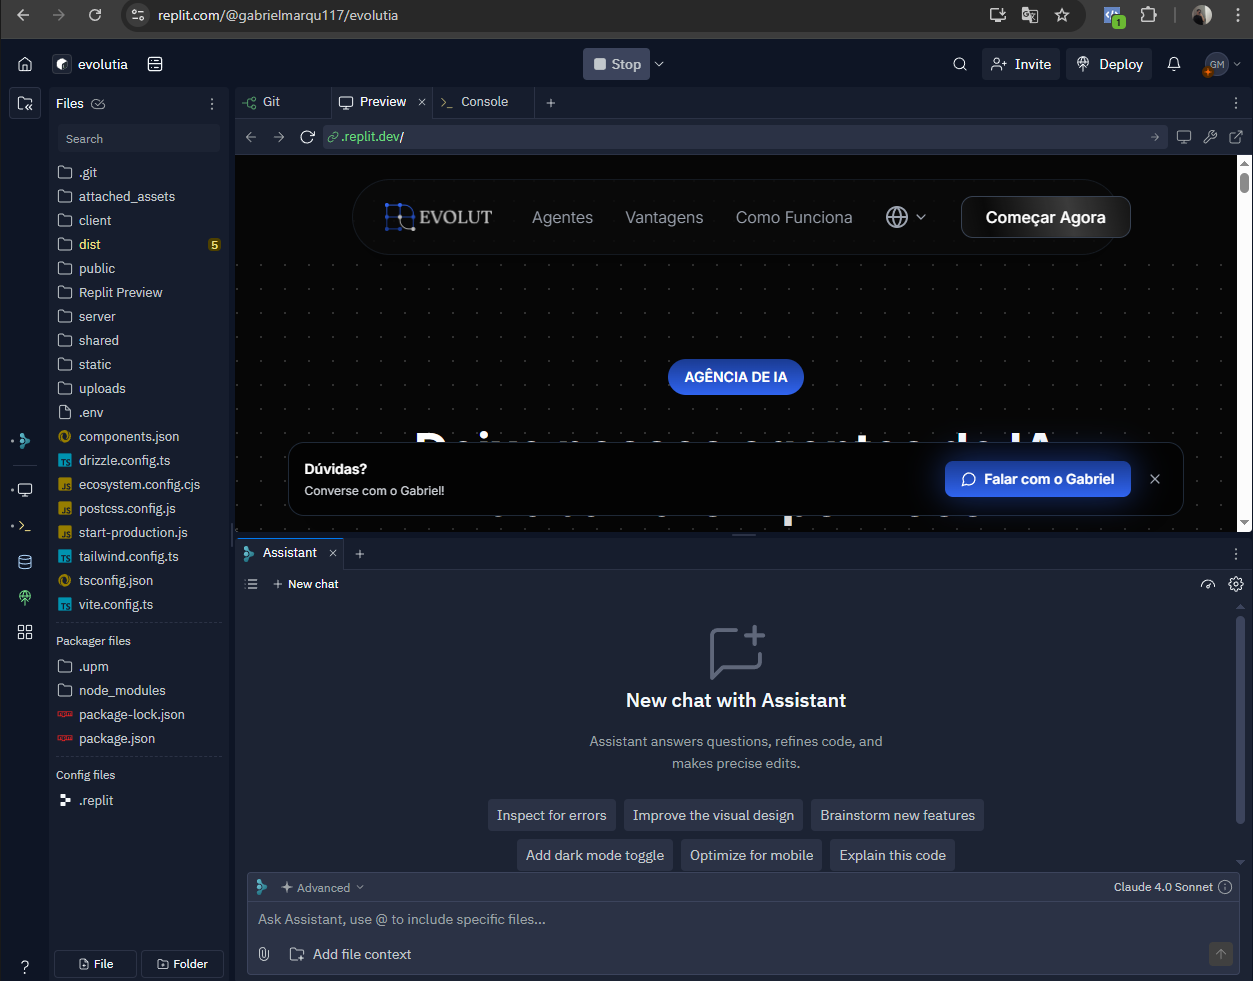 replit.com/@gabrielmarqu117/evolutia
1
evolutia
Stop
Invite
Deploy
GM
Files
Search
.git
attached_assets
client
dist
5
public
Replit Preview
server
shared
static
uploads
.env
components.json
drizzle.config.ts
ecosystem.config.cjs
postcss.config.js
start-production.js
tailwind.config.ts
tsconfig.json
vite.config.ts
Packager files
.upm
node_modules
package-lock.json
package.json
Config files
.replit
File
Folder
Git
Preview
Console
.replit.dev/
EVOLUT
Agentes
Vantagens
Como Funciona
Começar Agora
AGÊNCIA DE IA
Dúvidas?
Converse com o Gabriel!
Falar com o Gabriel
Assistant
New chat
New chat with Assistant
Assistant answers questions, refines code, and
makes precise edits.
Inspect for errors
Improve the visual design
Brainstorm new features
Add dark mode toggle
Optimize for mobile
Explain this code
Advanced
Claude 4.0 Sonnet
Ask Assistant, use @ to include specific files...
Add file context